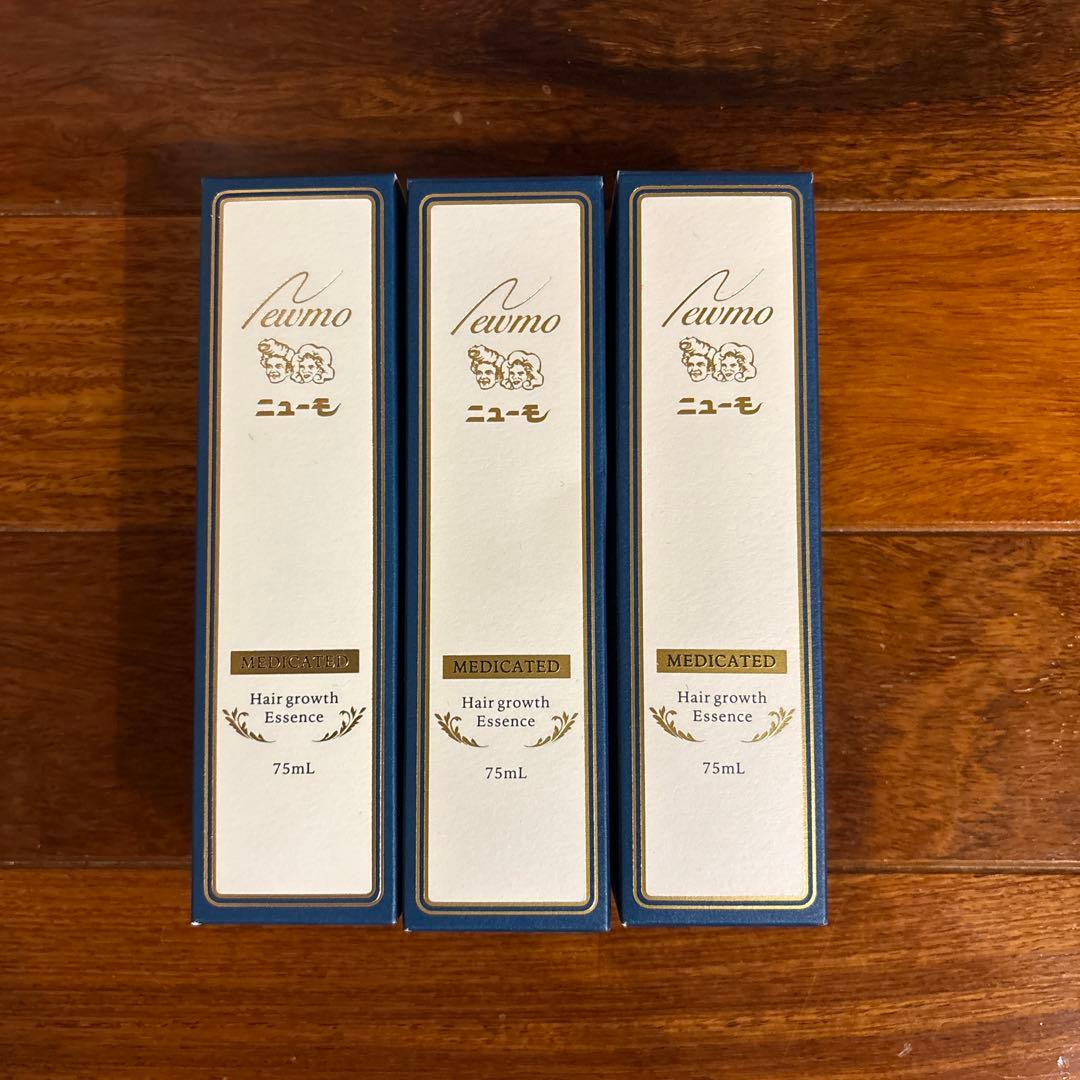 Newmo
ニューモ
MEDICATED
Hair growth
Essence
75mL
Newmo
ニューモ
MEDICATED
Hair growth
Essence
75mL
Newmo
ニューモ
MEDICATED
Hair growth
Essence
75mL